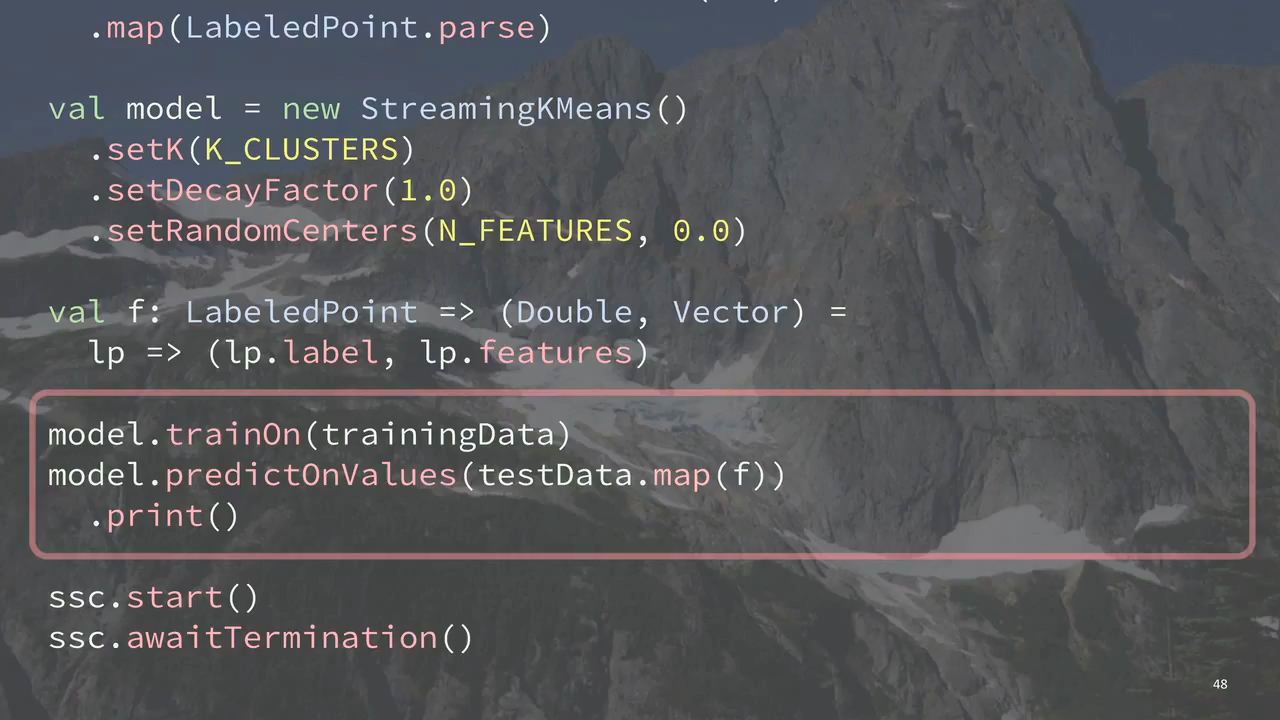 .map(LabeledPoint.parse)
val model = new StreamingKMeans()
.setK(K_CLUSTERS)
.setDecayFactor(1.0)
.setRandomCenters(N_FEATURES, 0.0)
val f: LabeledPoint => (Double, Vector) =
lp => (lp.label, lp.features)
model.trainOn(trainingData)
model.predictOnValues(testData.map(f))
.print()
ssc.start()
ssc.awaitTermination()
48